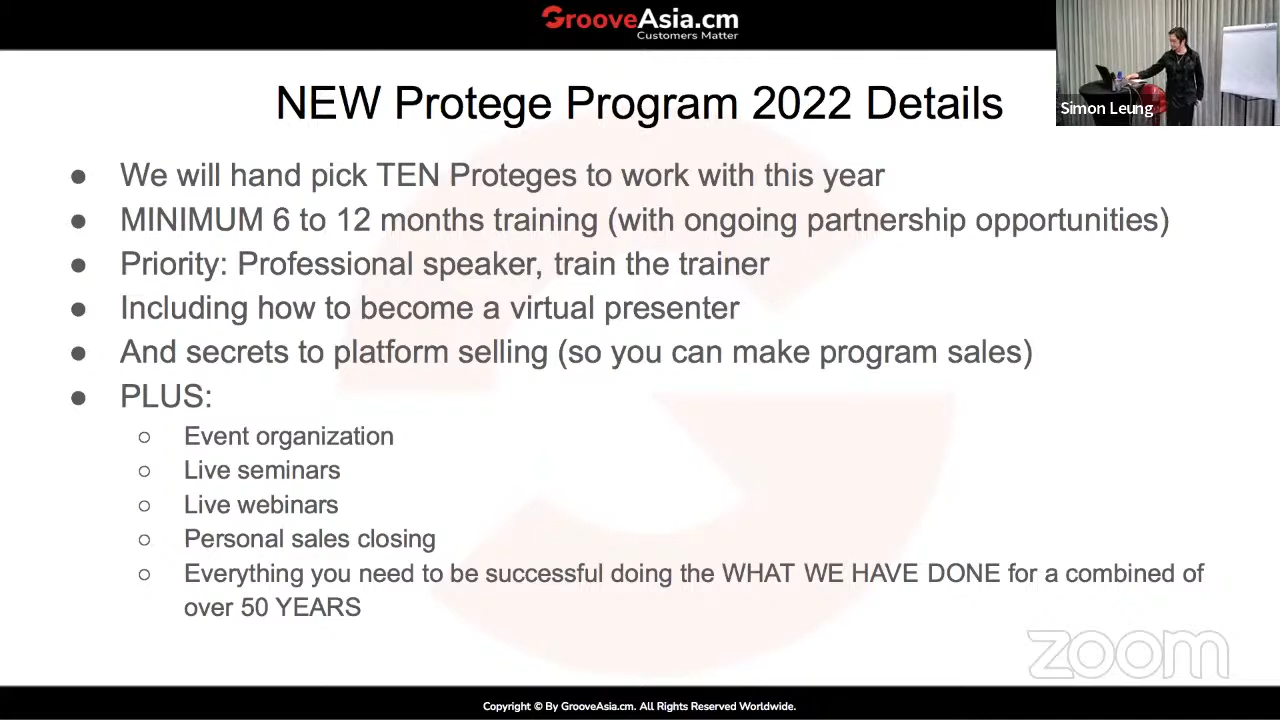 GrooveAsia.cm
Customers Matter
Simon Leung
NEW Protege Program 2022 Details
● We will hand pick TEN Proteges to work with this year
● MINIMUM 6 to 12 months training (with ongoing partnership opportunities)
● Priority: Professional speaker, train the trainer
● Including how to become a virtual presenter
● And secrets to platform selling (so you can make program sales)
● PLUS:
○ Event organization
○ Live seminars
○ Live webinars
○ Personal sales closing
○ Everything you need to be successful doing the WHAT WE HAVE DONE for a combined of
over 50 YEARS
zoom
Copyright © By GrooveAsia.cm. All Rights Reserved Worldwide.